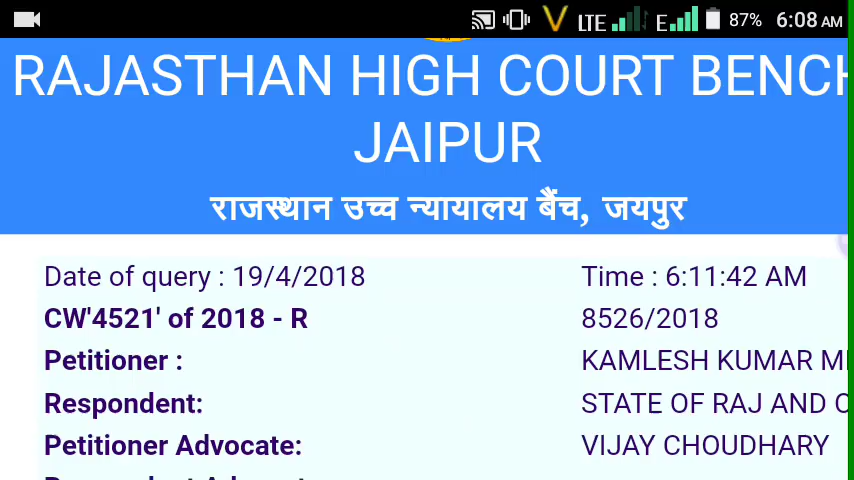 LTE E 87% 6:08 AM
RAJASTHAN HIGH COURT BENCH
JAIPUR
राजस्थान उच्च न्यायालय बैंच, जयपुर
Date of query : 19/4/2018 Time : 6:11:42 AM
CW'4521' of 2018 - R 8526/2018
Petitioner : KAMLESH KUMAR
Respondent: STATE OF RAJ AND
Petitioner Advocate: VIJAY CHOUDHARY